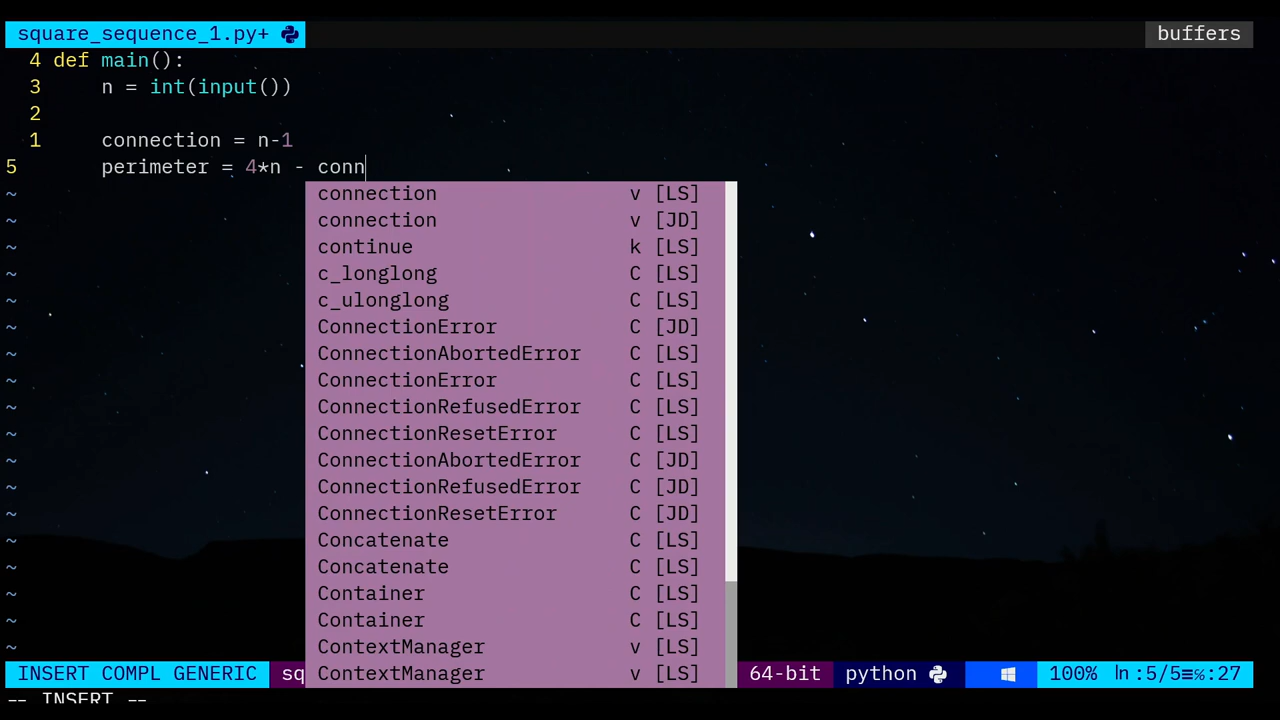 square_sequence_1.py+ buffers
4 def main():
3 n = int(input())
2
1 connection = n-1
5 perimeter = 4*n - conn
~ connection v [LS]
~ connection v [JD]
~ continue k [LS]
~ c_longlong C [LS]
~ c_ulonglong C [LS]
~ ConnectionError C [JD]
~ ConnectionAbortedError C [LS]
~ ConnectionError C [LS]
~ ConnectionRefusedError C [LS]
~ ConnectionResetError C [LS]
~ ConnectionAbortedError C [JD]
~ ConnectionRefusedError C [JD]
~ ConnectionResetError C [JD]
~ Concatenate C [LS]
~ Concatenate C [LS]
~ Container C [LS]
~ Container C [LS]
~ ContextManager v [LS]
INSERT COMPL GENERIC sq ContextManager v [LS] 64-bit python 100% ln:5/5≡℅:27
-- INSERT --